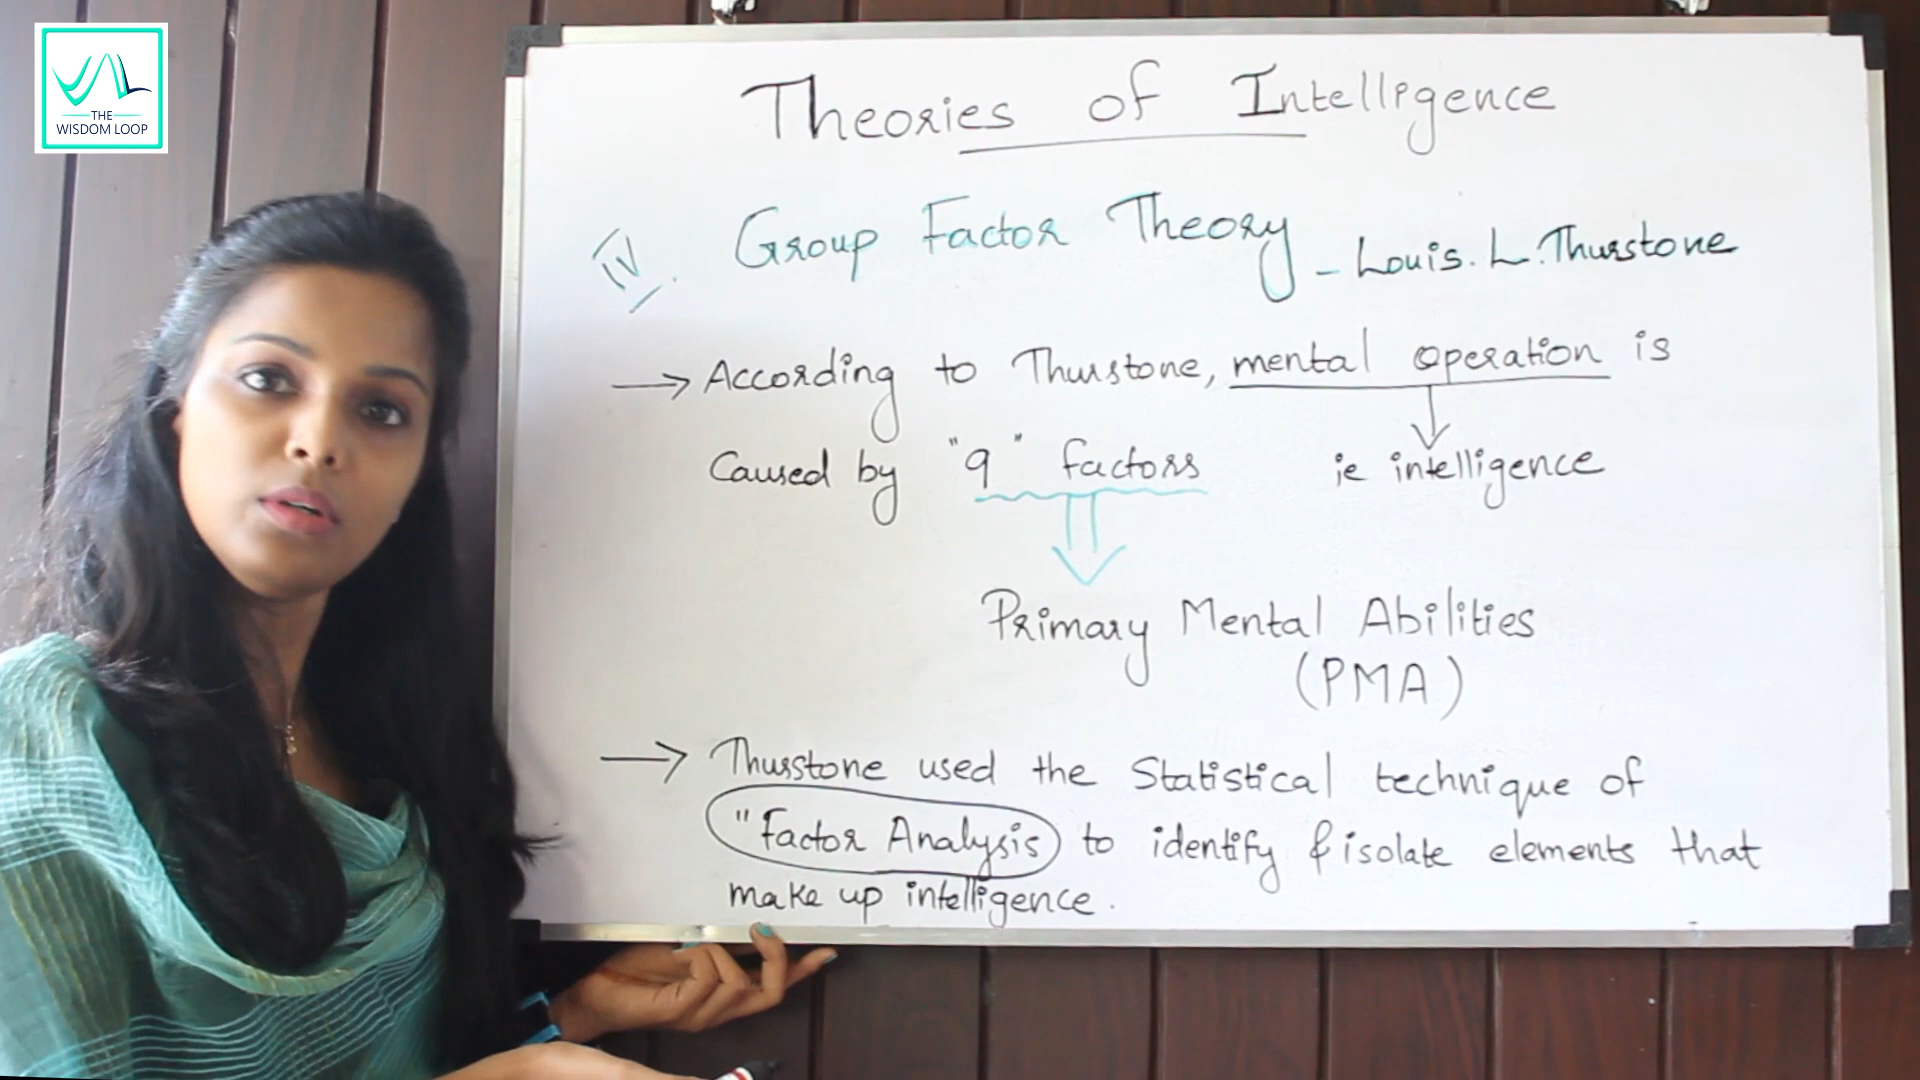 THE
WISDOM LOOP
Theories of Intelligence
IV. Group Factor Theory - Louis. L. Thurstone
→ According to Thurstone, mental operation is
Caused by "9" factors ie intelligence
Primary Mental Abilities
(PMA)
→ Thurstone used the Statistical technique of
"Factor Analysis to identify & isolate elements that
make up intelligence.